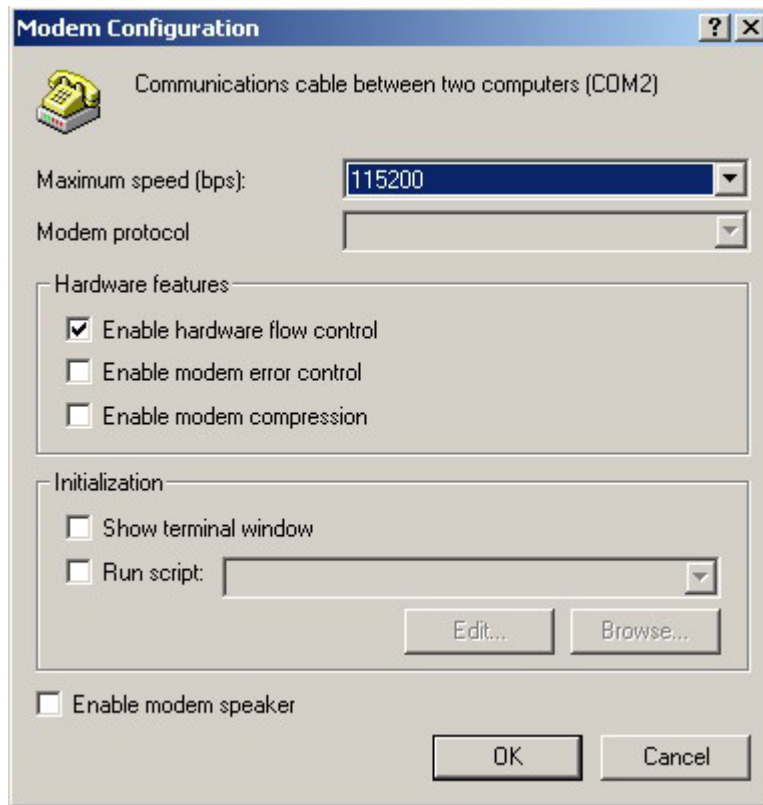 Modem Configuration
Communications cable between two computers (COM2)
Maximum speed (bps): 115200
Modem protocol
Hardware features
Enable hardware flow control
Enable modem error control
Enable modem compression
Initialization
Show terminal window
Run script:
Edit... Browse...
Enable modem speaker
OK Cancel